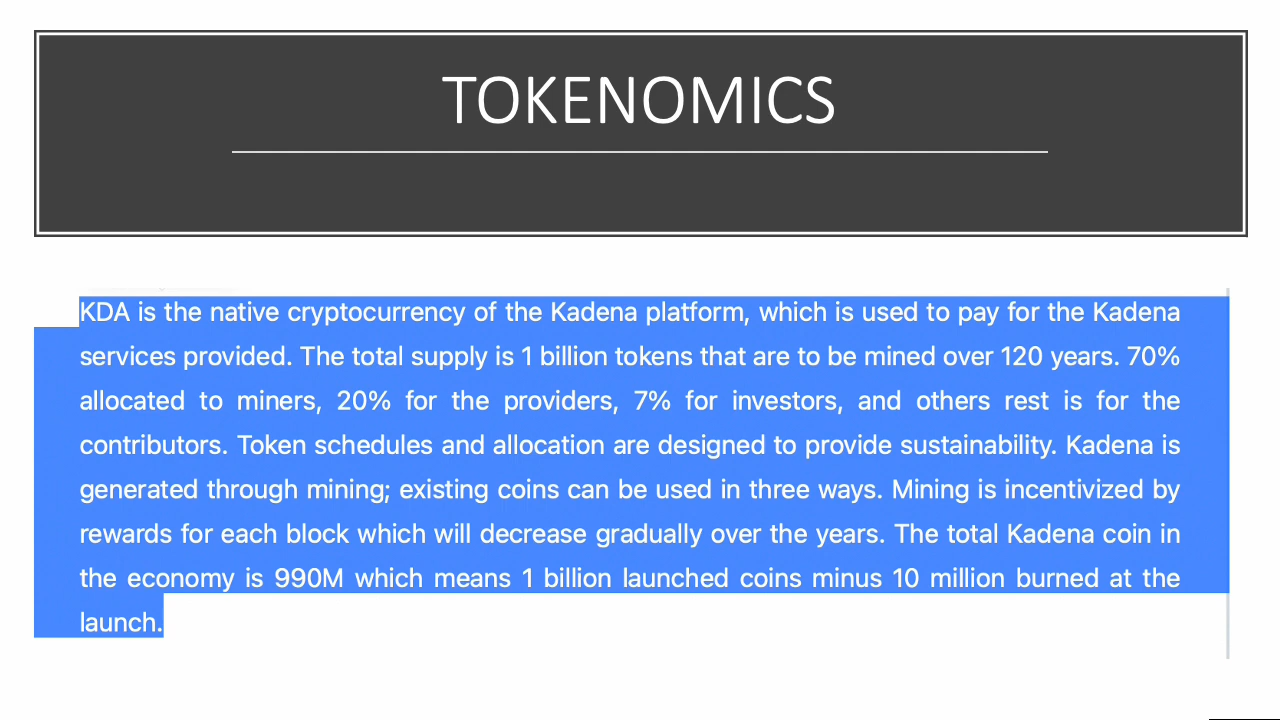 TOKENOMICS
KDA is the native cryptocurrency of the Kadena platform, which is used to pay for the Kadena
services provided. The total supply is 1 billion tokens that are to be mined over 120 years. 70%
allocated to miners, 20% for the providers, 7% for investors, and others rest is for the
contributors. Token schedules and allocation are designed to provide sustainability. Kadena is
generated through mining; existing coins can be used in three ways. Mining is incentivized by
rewards for each block which will decrease gradually over the years. The total Kadena coin in
the economy is 990M which means 1 billion launched coins minus 10 million burned at the
launch.